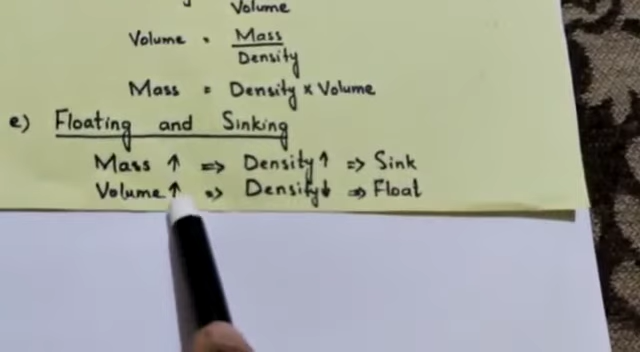 Volume
Volume = Mass
Density
Mass = Density x Volume
e) Floating and Sinking
Mass ↑ => Density ↑ => Sink
Volume ↑ => Density ↓ => Float